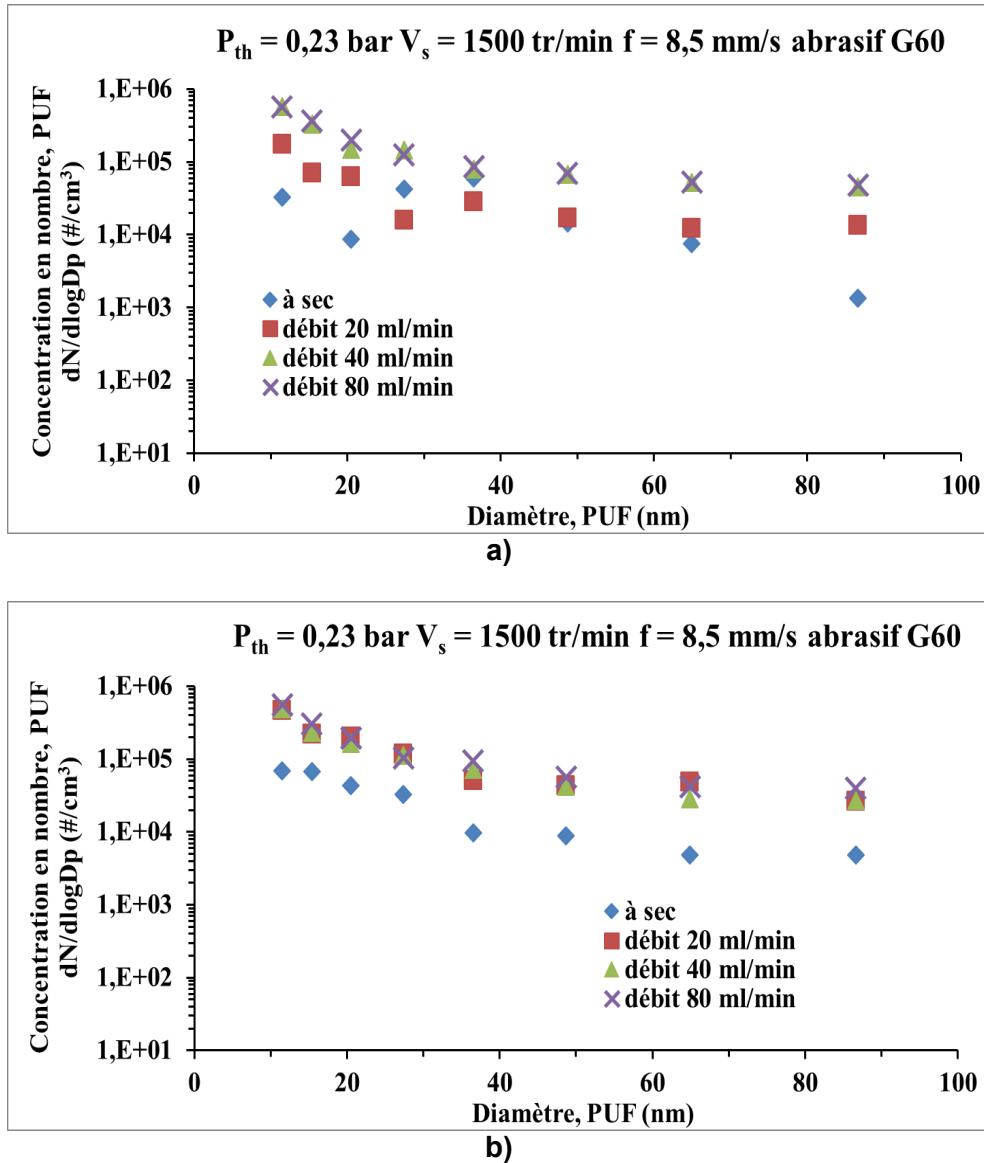 P_th = 0,23 bar V_s = 1500 tr/min f = 8,5 mm/s abrasif G60
Concentration en nombre, PUF
dN/dlogDp (#/cm³)
1,E+06
1,E+05
1,E+04
1,E+03
1,E+02
1,E+01
à sec
débit 20 ml/min
débit 40 ml/min
débit 80 ml/min
0 20 40 60 80 100
Diamètre, PUF (nm)
a)
P_th = 0,23 bar V_s = 1500 tr/min f = 8,5 mm/s abrasif G60
Concentration en nombre, PUF
dN/dlogDp (#/cm³)
1,E+06
1,E+05
1,E+04
1,E+03
1,E+02
1,E+01
à sec
débit 20 ml/min
débit 40 ml/min
débit 80 ml/min
0 20 40 60 80 100
Diamètre, PUF (nm)
b)